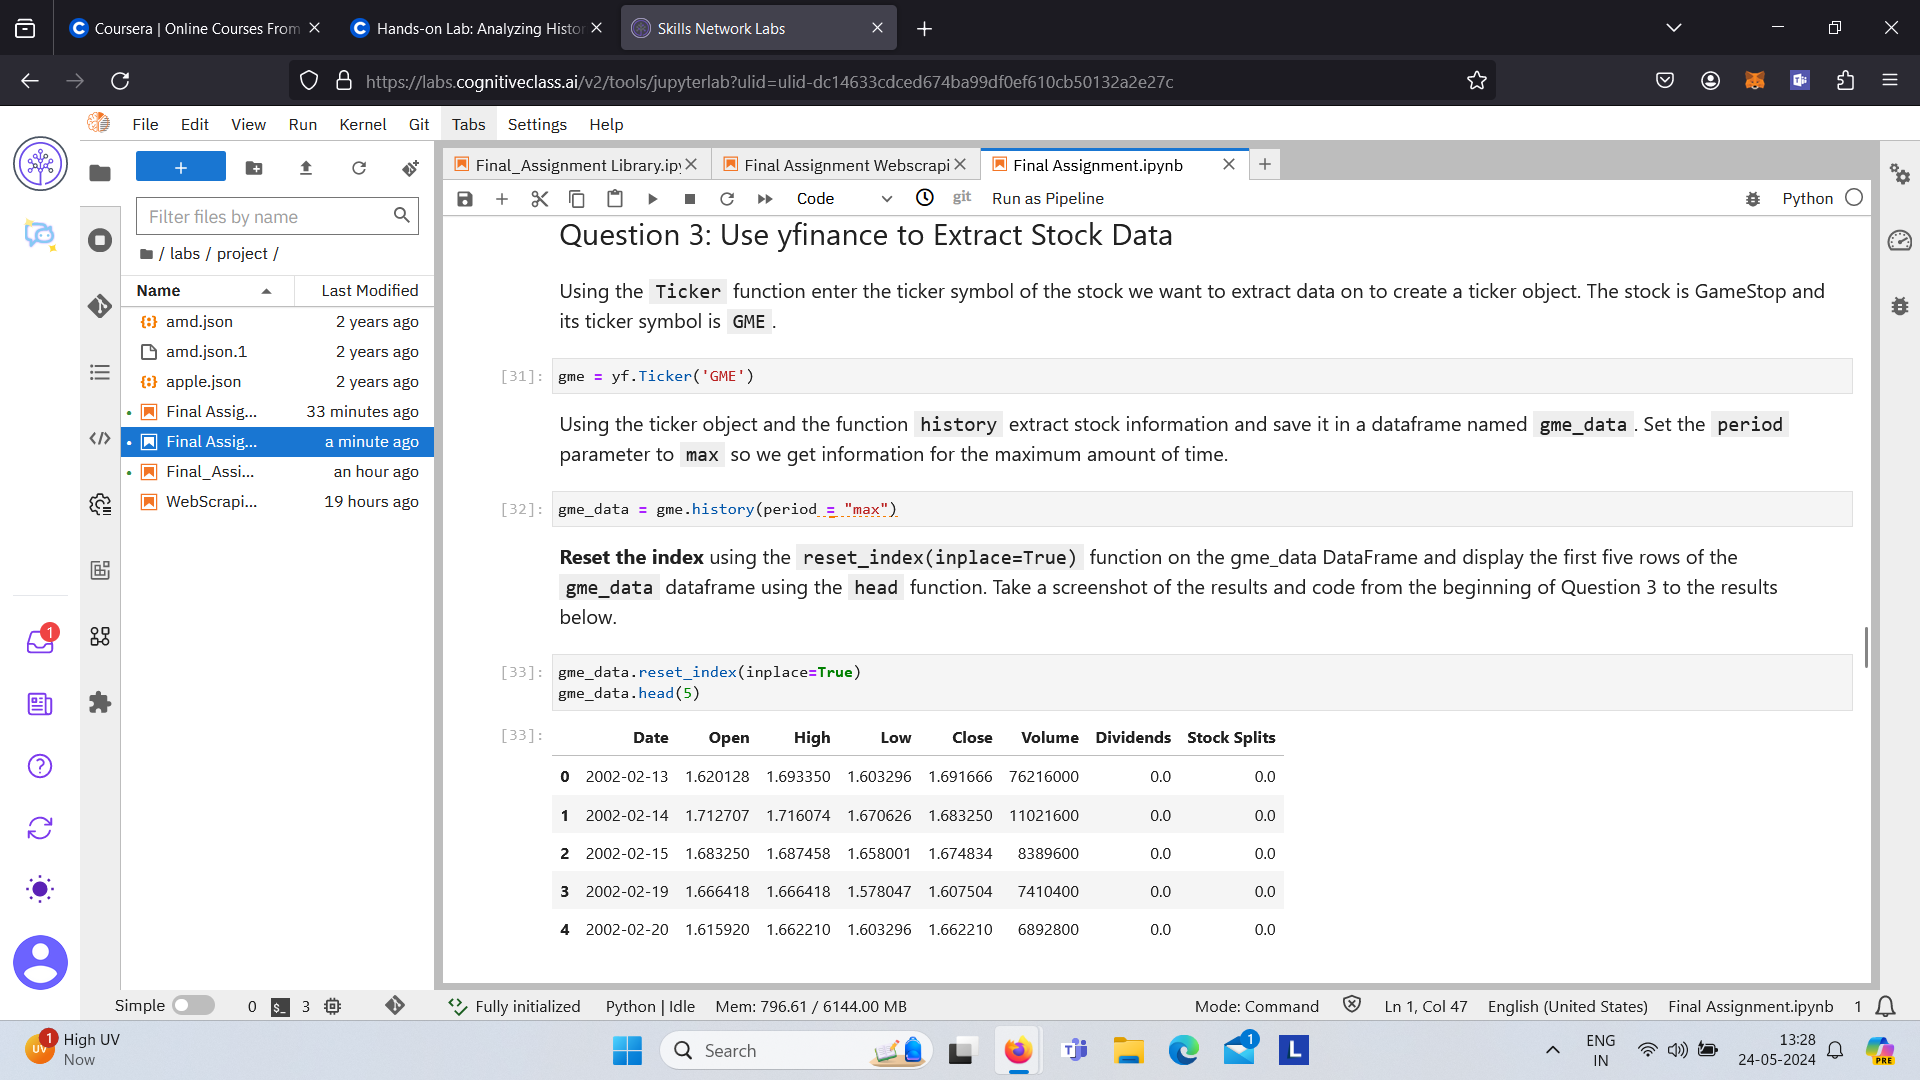 Coursera | Online Courses From
Hands-on Lab: Analyzing Histor
Skills Network Labs
https://labs.cognitiveclass.ai/v2/tools/jupyterlab?ulid=ulid-dc14633cdced674ba99df0ef610cb50132a2e27c
File Edit View Run Kernel Git Tabs Settings Help
Final_Assignment Library.ipy
Final Assignment Webscrapi
Final Assignment.ipynb
Code
git
Run as Pipeline
Python
Filter files by name
/ labs / project /
Name Last Modified
amd.json 2 years ago
amd.json.1 2 years ago
apple.json 2 years ago
Final Assig... 33 minutes ago
Final Assig... a minute ago
Final_Assi... an hour ago
WebScrapi... 19 hours ago
1
Question 3: Use yfinance to Extract Stock Data
Using the Ticker function enter the ticker symbol of the stock we want to extract data on to create a ticker object. The stock is GameStop and
its ticker symbol is GME .
[31]: gme = yf.Ticker('GME')
Using the ticker object and the function history extract stock information and save it in a dataframe named gme_data . Set the period
parameter to max so we get information for the maximum amount of time.
[32]: gme_data = gme.history(period = "max")
Reset the index using the reset_index(inplace=True) function on the gme_data DataFrame and display the first five rows of the
gme_data dataframe using the head function. Take a screenshot of the results and code from the beginning of Question 3 to the results
below.
[33]: gme_data.reset_index(inplace=True)
gme_data.head(5)
[33]: Date Open High Low Close Volume Dividends Stock Splits
0 2002-02-13 1.620128 1.693350 1.603296 1.691666 76216000 0.0 0.0
1 2002-02-14 1.712707 1.716074 1.670626 1.683250 11021600 0.0 0.0
2 2002-02-15 1.683250 1.687458 1.658001 1.674834 8389600 0.0 0.0
3 2002-02-19 1.666418 1.666418 1.578047 1.607504 7410400 0.0 0.0
4 2002-02-20 1.615920 1.662210 1.603296 1.662210 6892800 0.0 0.0
Simple 0 $_ 3 Fully initialized Python | Idle Mem: 796.61 / 6144.00 MB Mode: Command Ln 1, Col 47 English (United States) Final Assignment.ipynb 1
UV 1 High UV
Now
Search
1
L
ENG
IN
13:28
24-05-2024
PRE